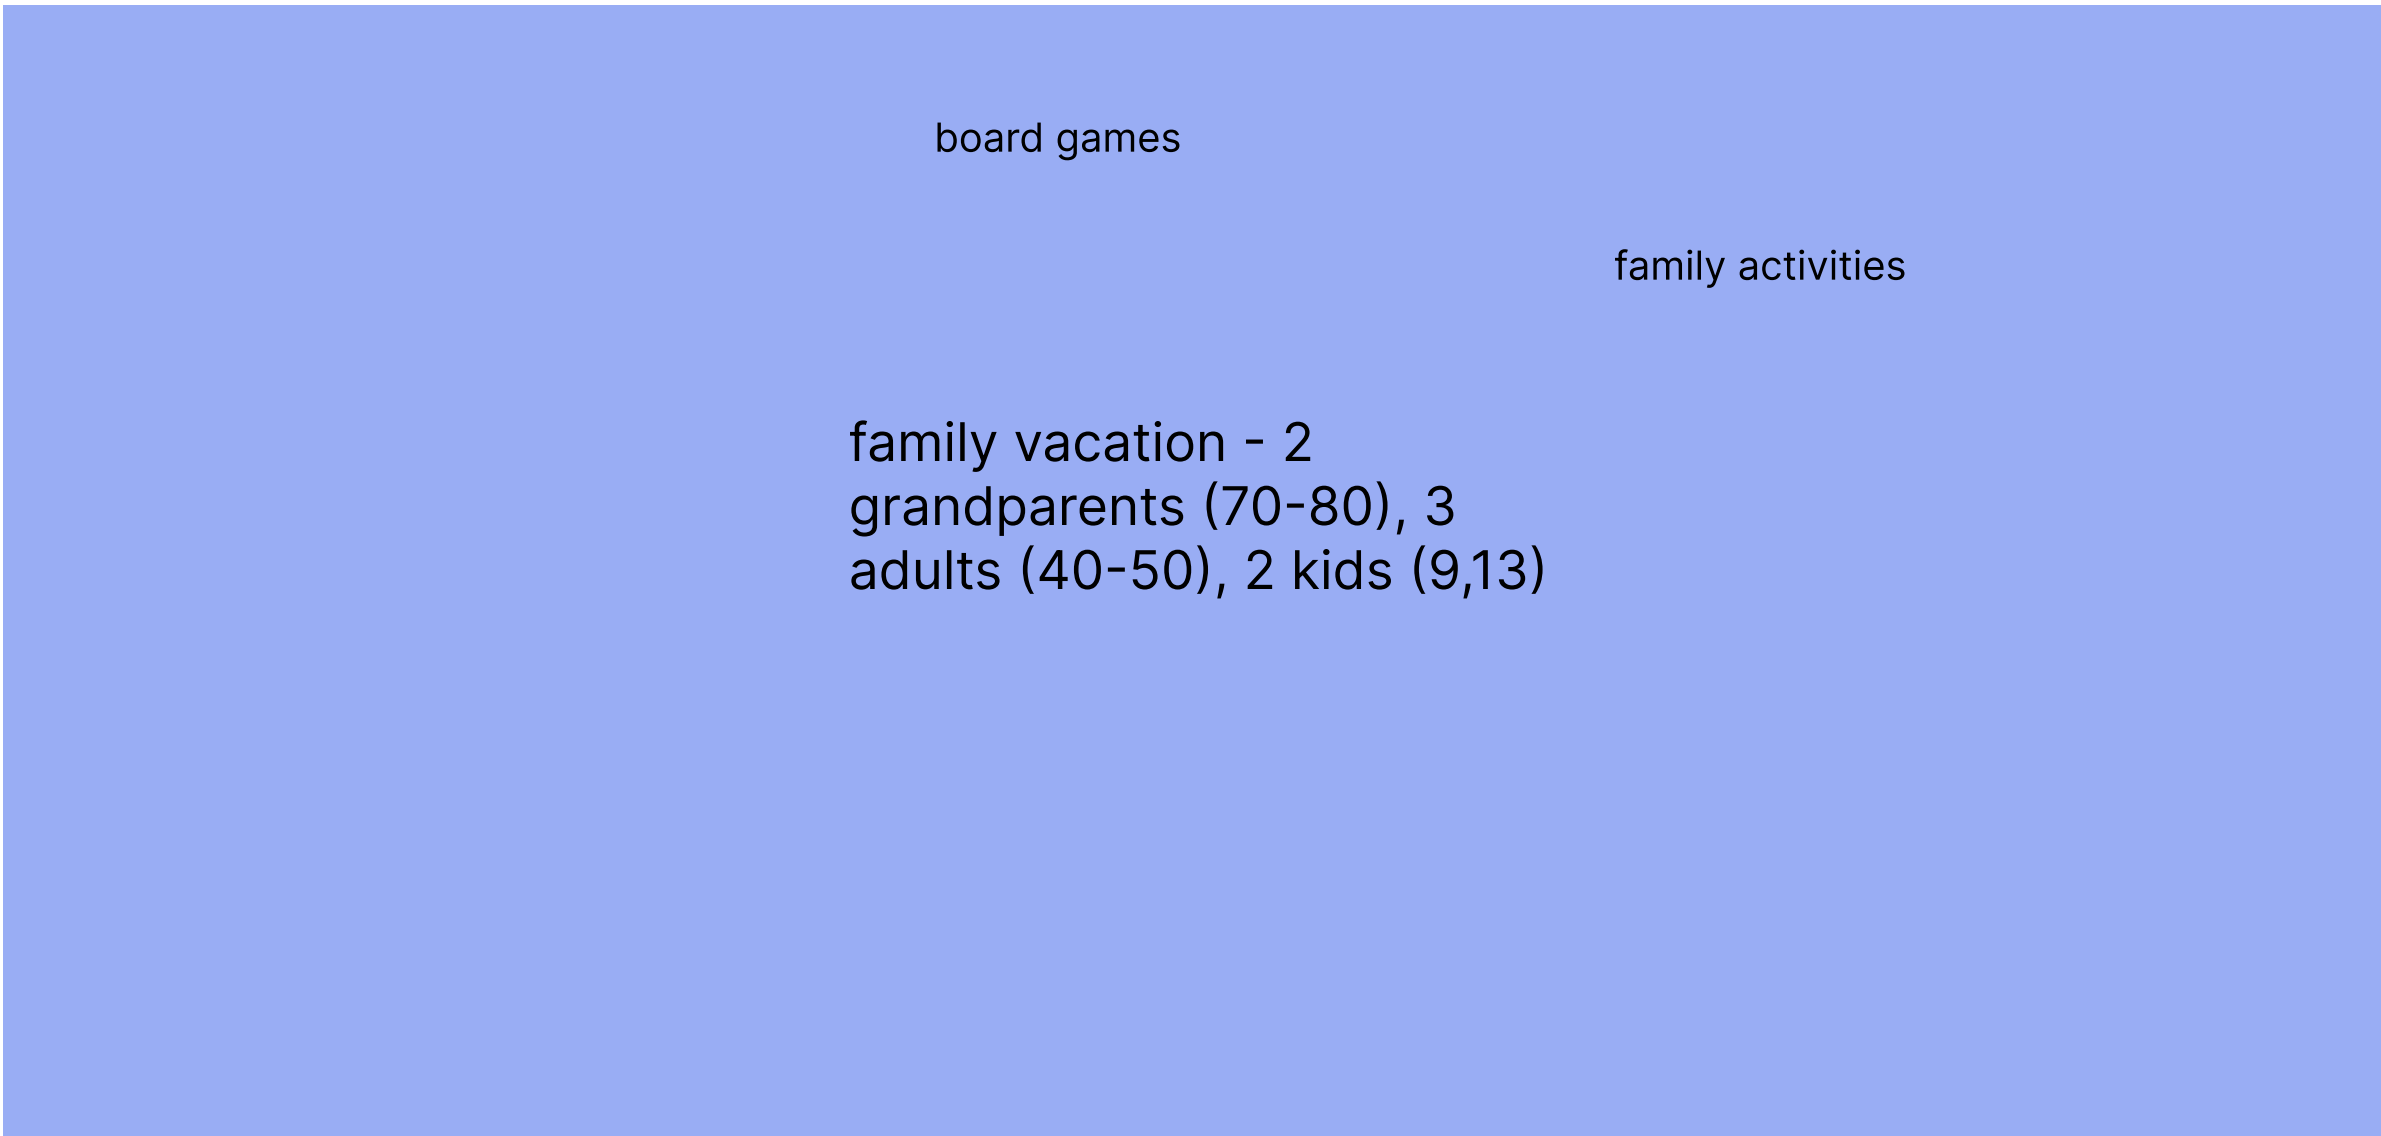 board games
family activities
family vacation - 2
grandparents (70-80), 3
adults (40-50), 2 kids (9,13)